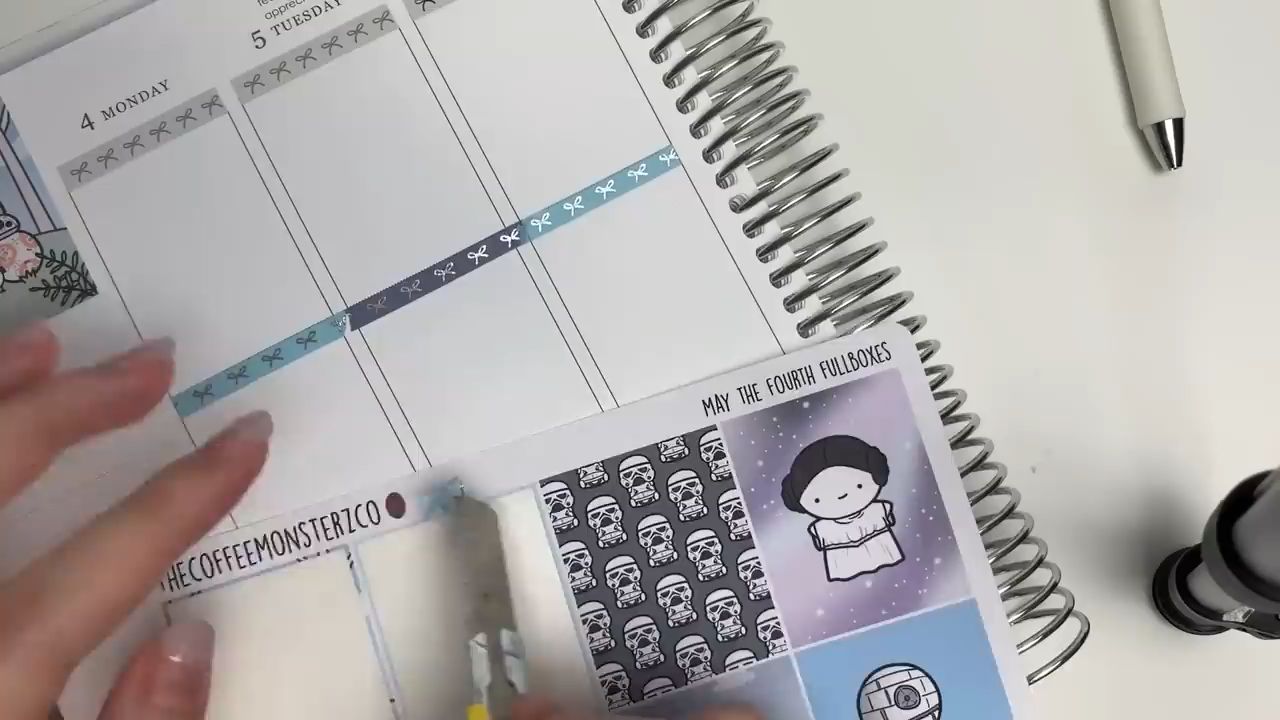 5 TUESDAY
4 MONDAY
MAY THE FOURTH FULLBOXES
THECOFFEEMONSTERZCO